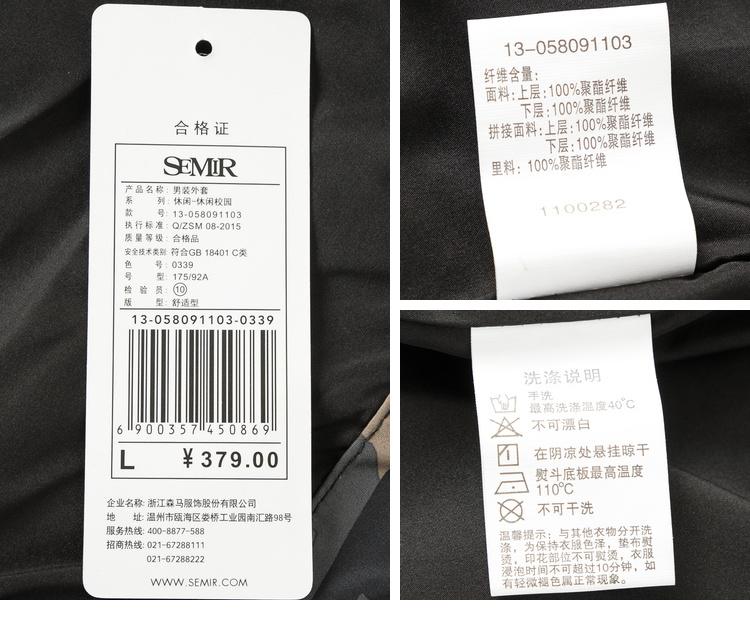 合格证
SEMIR
产品名称: 男装外套
系 列: 休闲-休闲校园
款 号: 13-058091103
执行标准: Q/ZSM 08-2015
质量等级: 合格品
安全技术类别: 符合GB 18401 C类
色 号: 0339
号 型: 175/92A
检 验 员: ⑩
版 型: 舒适型
13-058091103-0339
6 900357 450869
L ¥379.00
企业名称: 浙江森马服饰股份有限公司
地 址: 温州市瓯海区娄桥工业园南汇路98号
服务热线: 400-8877-588
招商热线: 021-67288111
021-67288222
WWW.SEMIR.COM
13-058091103
纤维含量:
面料:上层:100%聚酯纤维
下层:100%聚酯纤维
拼接面料:上层:100%聚酯纤维
下层:100%聚酯纤维
里料: 100%聚酯纤维
1100282
洗涤说明
手洗
最高洗涤温度40℃
不可漂白
在阴凉处悬挂晾干
熨斗底板最高温度
110℃
不可干洗
温馨提示: 与其他衣物分开洗
涤, 为保持衣服色泽, 垫布熨
烫, 印花部位不可熨烫, 衣服
浸泡时间不可超过10分钟, 如
有轻微褪色属正常现象。